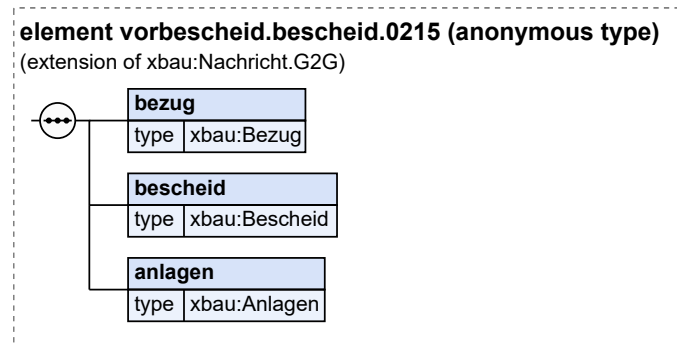 element vorbescheid.bescheid.0215 (anonymous type)
(extension of xbau:Nachricht.G2G)
bezug
type xbau:Bezug
bescheid
type xbau:Bescheid
anlagen
type xbau:Anlagen